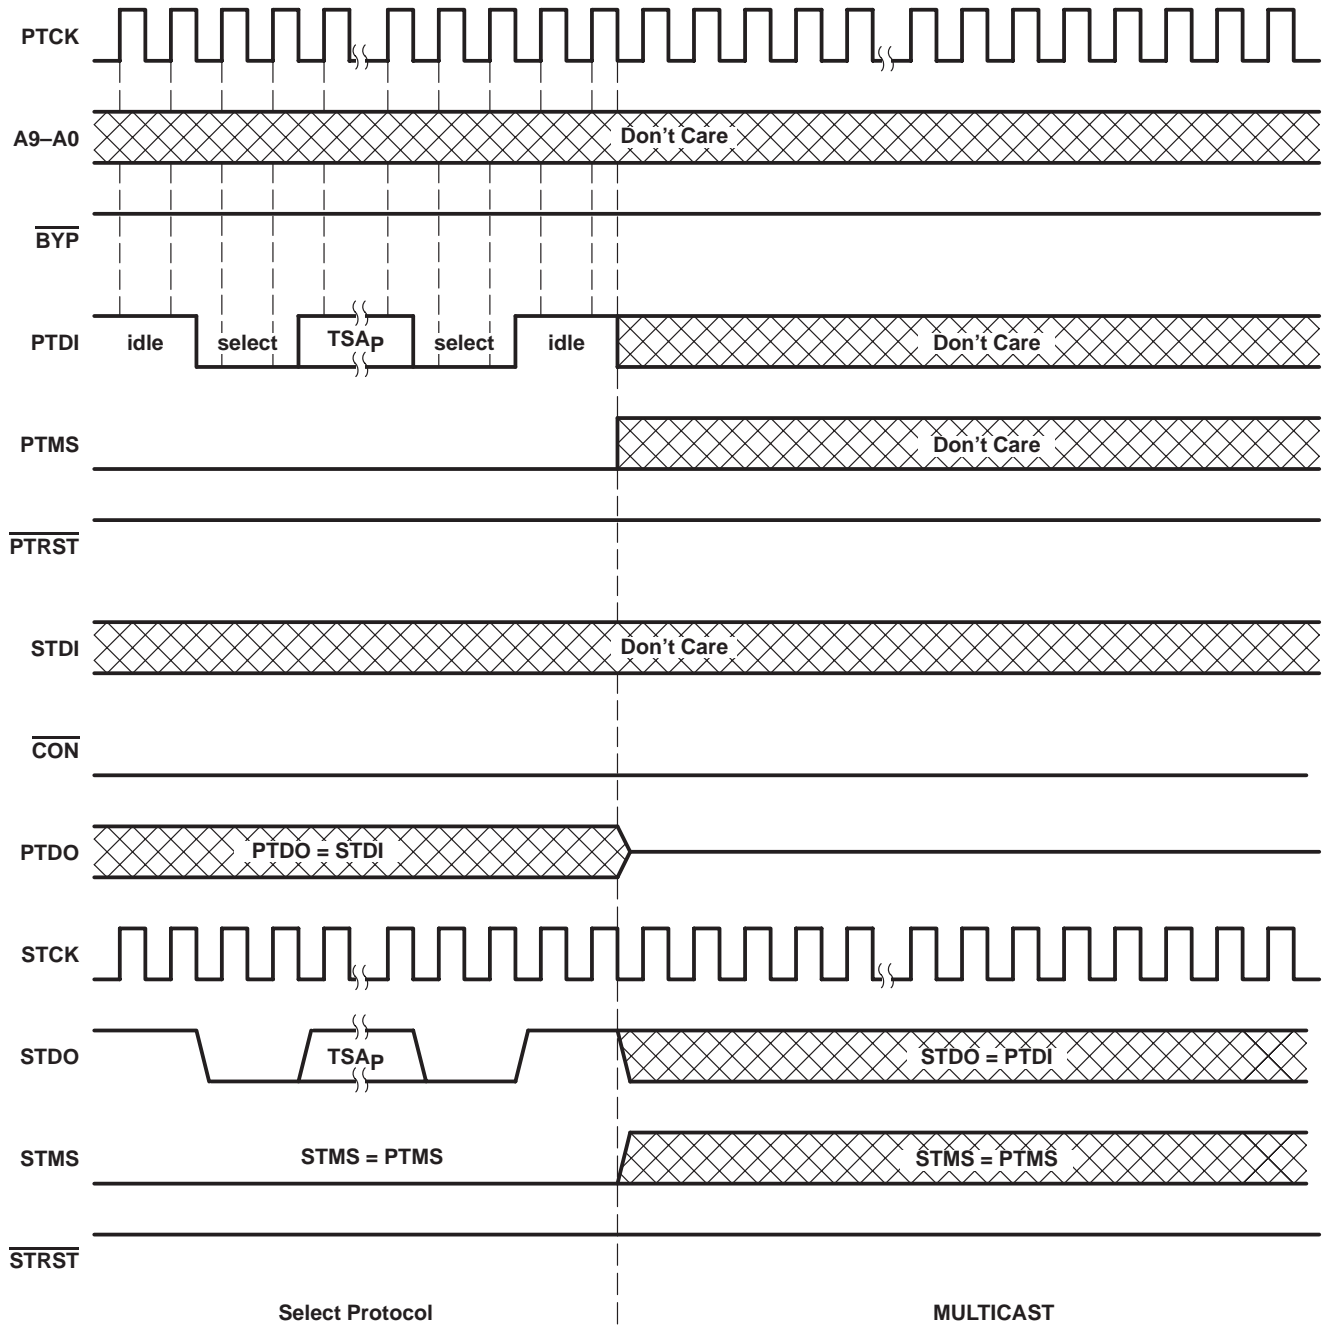 PTCK
A9–A0 Don't Care
BYP
PTDI idle select TSAP select idle Don't Care
PTMS Don't Care
PTRST
STDI Don't Care
CON
PTDO PTDO = STDI
STCK
STDO TSAP STDO = PTDI
STMS STMS = PTMS STMS = PTMS
STRST
Select Protocol MULTICAST